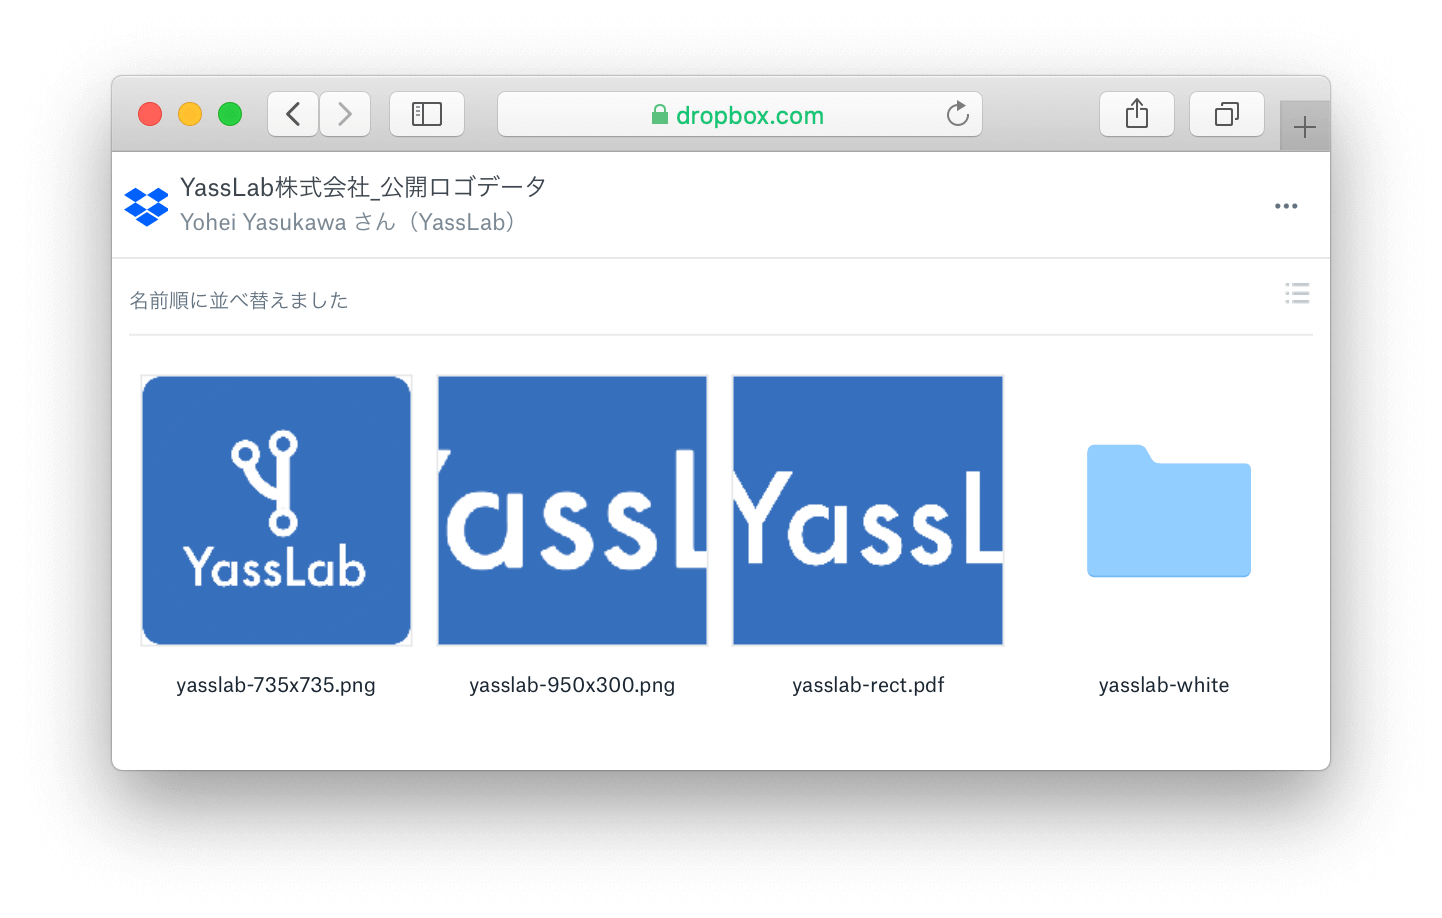 dropbox.com
YassLab株式会社_公開ロゴデータ
Yohei Yasukawa さん（YassLab）
名前順に並べ替えました
YassLab
YassL
YassL
yasslab-735x735.png
yasslab-950x300.png
yasslab-rect.pdf
yasslab-white